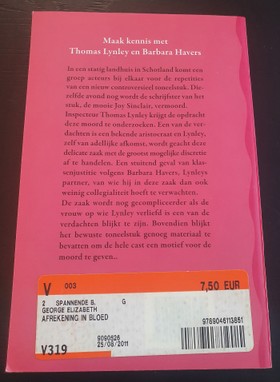 Maak kennis met
Thomas Lynley en Barbara Havers
In een statig landhuis in Schotland komt een
groep acteurs bij elkaar voor de repetities
van een nieuw controversieel toneelstuk. Die-
zelfde avond nog wordt de schrijfster van het
stuk, de mooie Joy Sinclair, vermoord.
Inspecteur Thomas Lynley krijgt de opdracht
deze moord te onderzoeken. Een van de ver-
dachten is een bekende aristocraat en Lynley,
zelf van adellijke afkomst, wordt geacht deze
delicate zaak met de grootst mogelijke discretie
af te handelen. Een stuitend geval van klas-
senjustitie volgens Barbara Havers, Lynleys
partner, van wie hij in deze zaak dan ook
weinig collegialiteit hoeft te verwachten.
De zaak wordt nog gecompliceerder als de
vrouw op wie Lynley verliefd is een van de
verdachten blijkt te zijn. Bovendien blijkt
het bewuste toneelstuk genoeg materiaal te
bevatten om de hele cast een motief voor de
moord te geven..
V 003 7,50 EUR
2 SPANNENDE B, G
GEORGE ELIZABETH
AFREKENING IN BLOED
9090626
25/08/2011
V319
9789046113851